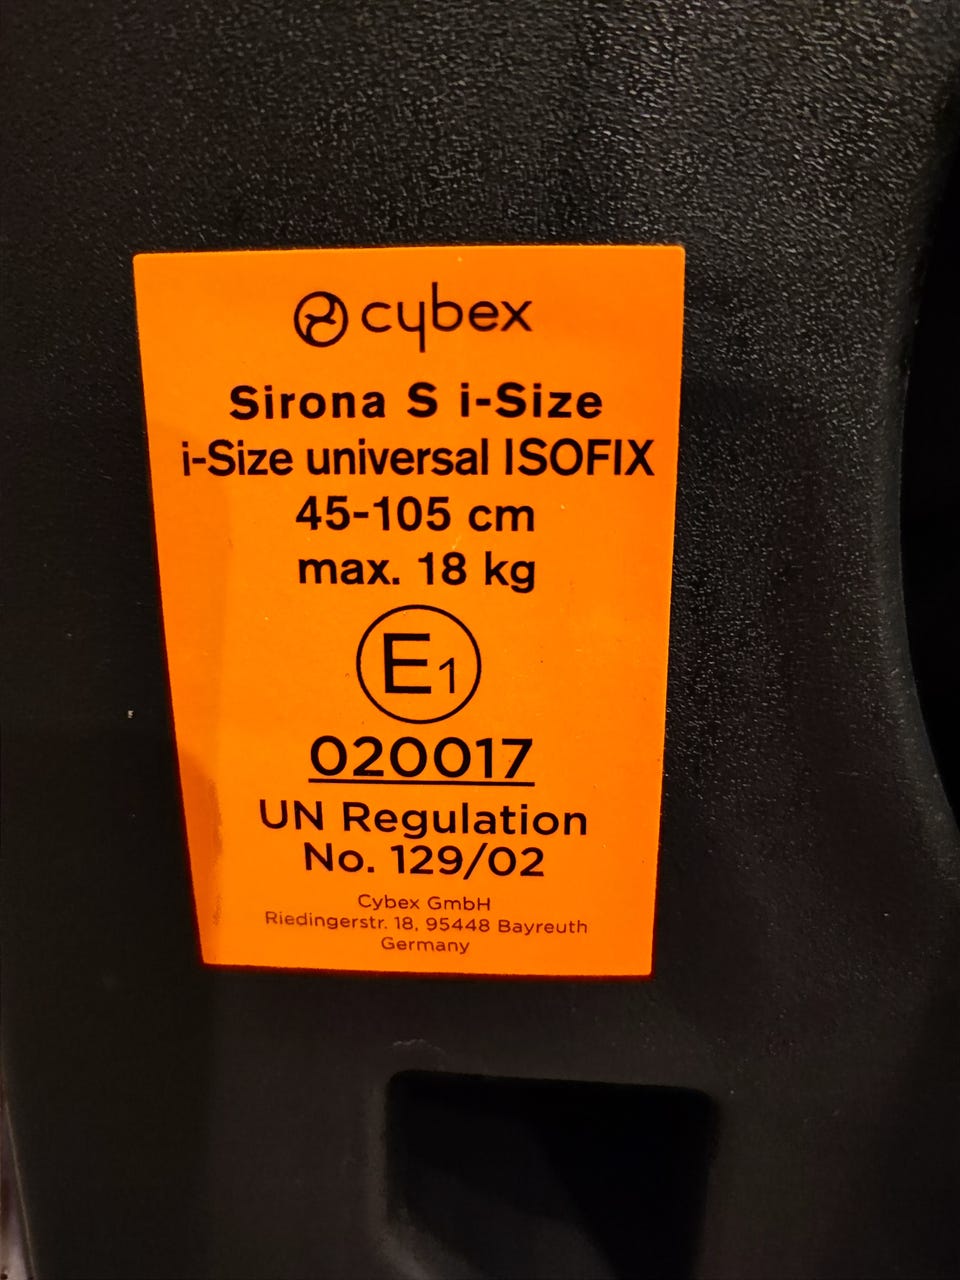 cybex
Sirona S i-Size
i-Size universal ISOFIX
45-105 cm
max. 18 kg
E1
020017
UN Regulation
No. 129/02
Cybex GmbH
Riedingerstr. 18, 95448 Bayreuth
Germany